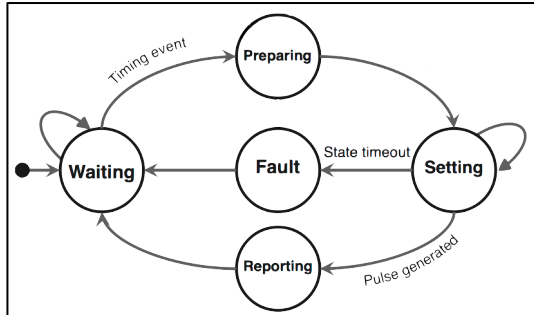 Timing event
Preparing
Waiting
Fault
State timeout
Setting
Reporting
Pulse generated